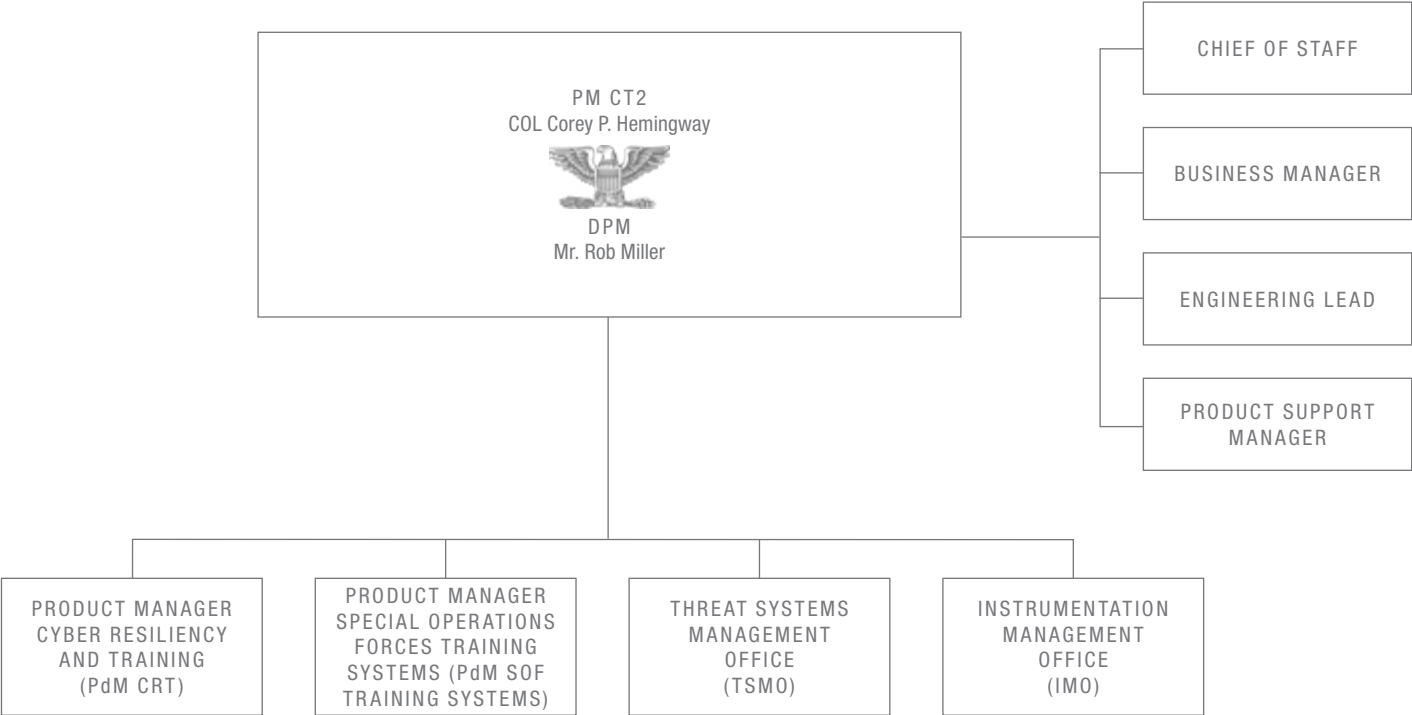 PM CT2
COL Corey P. Hemingway
DPM
Mr. Rob Miller
CHIEF OF STAFF
BUSINESS MANAGER
ENGINEERING LEAD
PRODUCT SUPPORT
MANAGER
PRODUCT MANAGER
CYBER RESILIENCY
AND TRAINING
(PdM CRT)
PRODUCT MANAGER
SPECIAL OPERATIONS
FORCES TRAINING
SYSTEMS (PdM SOF
TRAINING SYSTEMS)
THREAT SYSTEMS
MANAGEMENT
OFFICE
(TSMO)
INSTRUMENTATION
MANAGEMENT
OFFICE
(IMO)